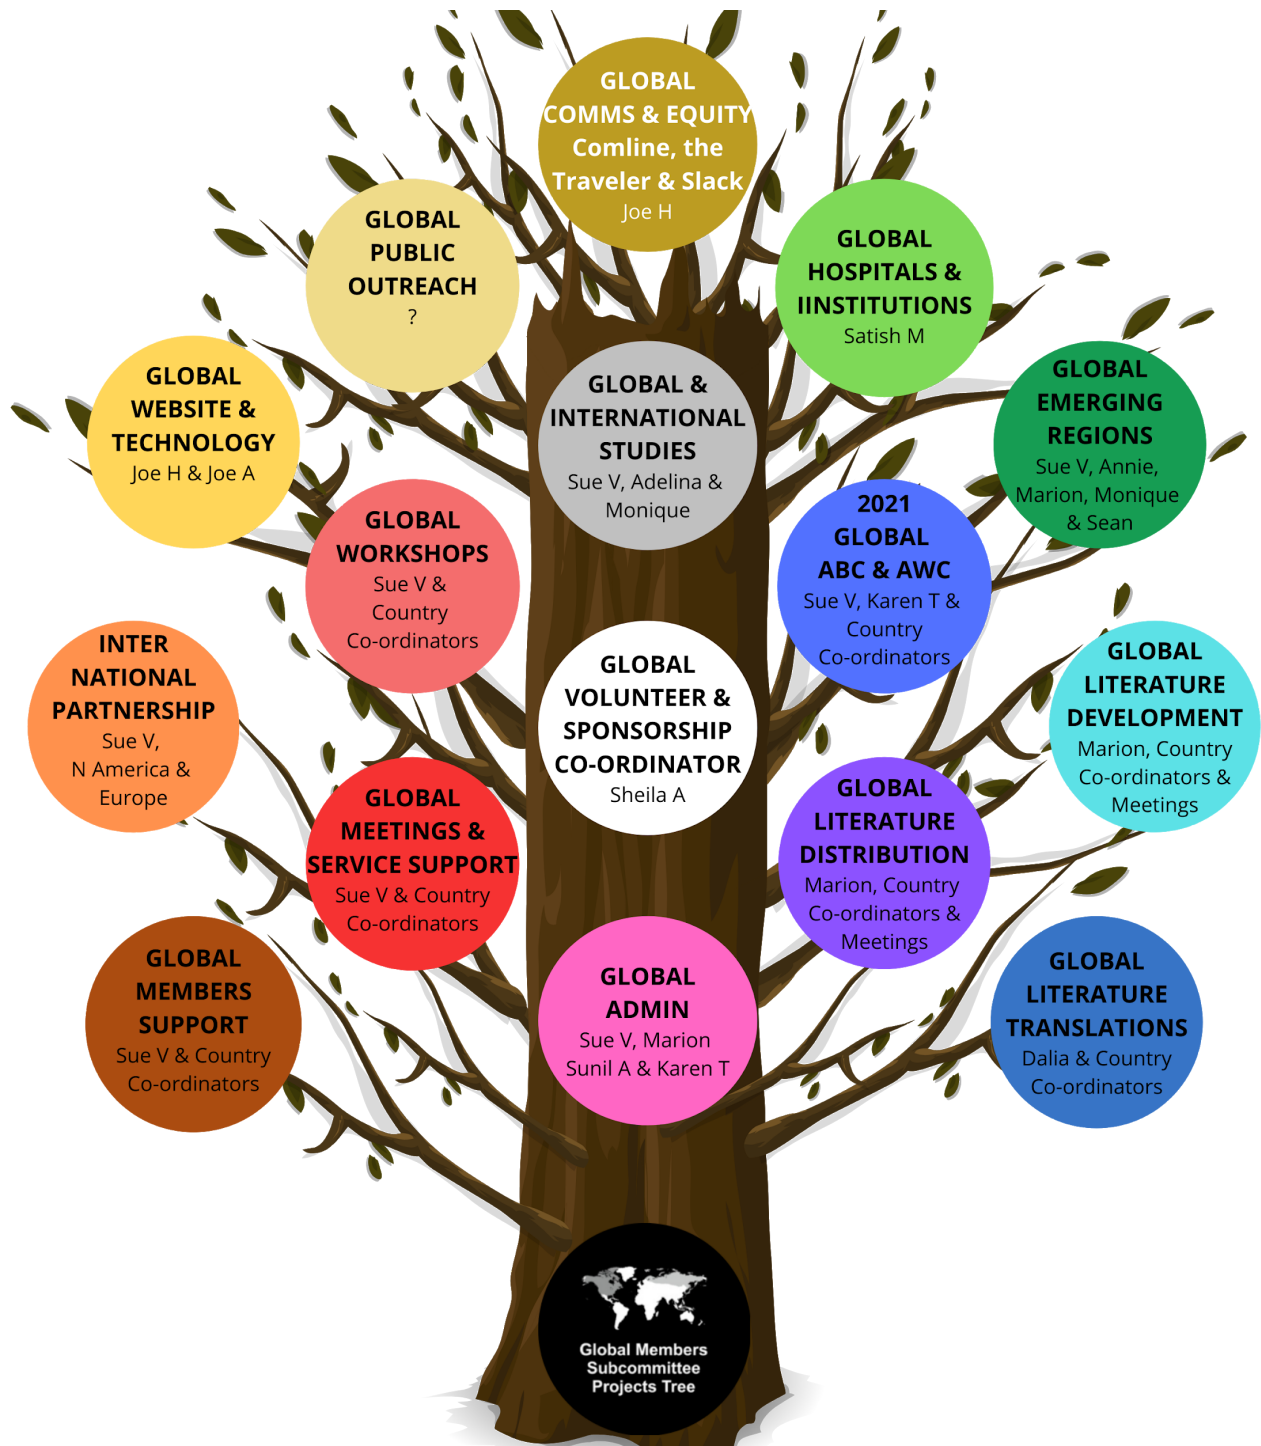 GLOBAL
COMMS & EQUITY
Comline, the
Traveler & Slack
Joe H
GLOBAL
PUBLIC
OUTREACH
?
GLOBAL
HOSPITALS &
IINSTITUTIONS
Satish M
GLOBAL
WEBSITE &
TECHNOLOGY
Joe H & Joe A
GLOBAL &
INTERNATIONAL
STUDIES
Sue V, Adelina &
Monique
GLOBAL
EMERGING
REGIONS
Sue V, Annie,
Marion, Monique
& Sean
GLOBAL
WORKSHOPS
Sue V &
Country
Co-ordinators
2021
GLOBAL
ABC & AWC
Sue V, Karen T &
Country
Co-ordinators
INTER
NATIONAL
PARTNERSHIP
Sue V,
N America &
Europe
GLOBAL
VOLUNTEER &
SPONSORSHIP
CO-ORDINATOR
Sheila A
GLOBAL
LITERATURE
DEVELOPMENT
Marion, Country
Co-ordinators &
Meetings
GLOBAL
MEETINGS &
SERVICE SUPPORT
Sue V & Country
Co-ordinators
GLOBAL
LITERATURE
DISTRIBUTION
Marion, Country
Co-ordinators &
Meetings
GLOBAL
MEMBERS
SUPPORT
Sue V & Country
Co-ordinators
GLOBAL
ADMIN
Sue V, Marion
Sunil A & Karen T
GLOBAL
LITERATURE
TRANSLATIONS
Dalia & Country
Co-ordinators
Global Members
Subcommittee
Projects Tree